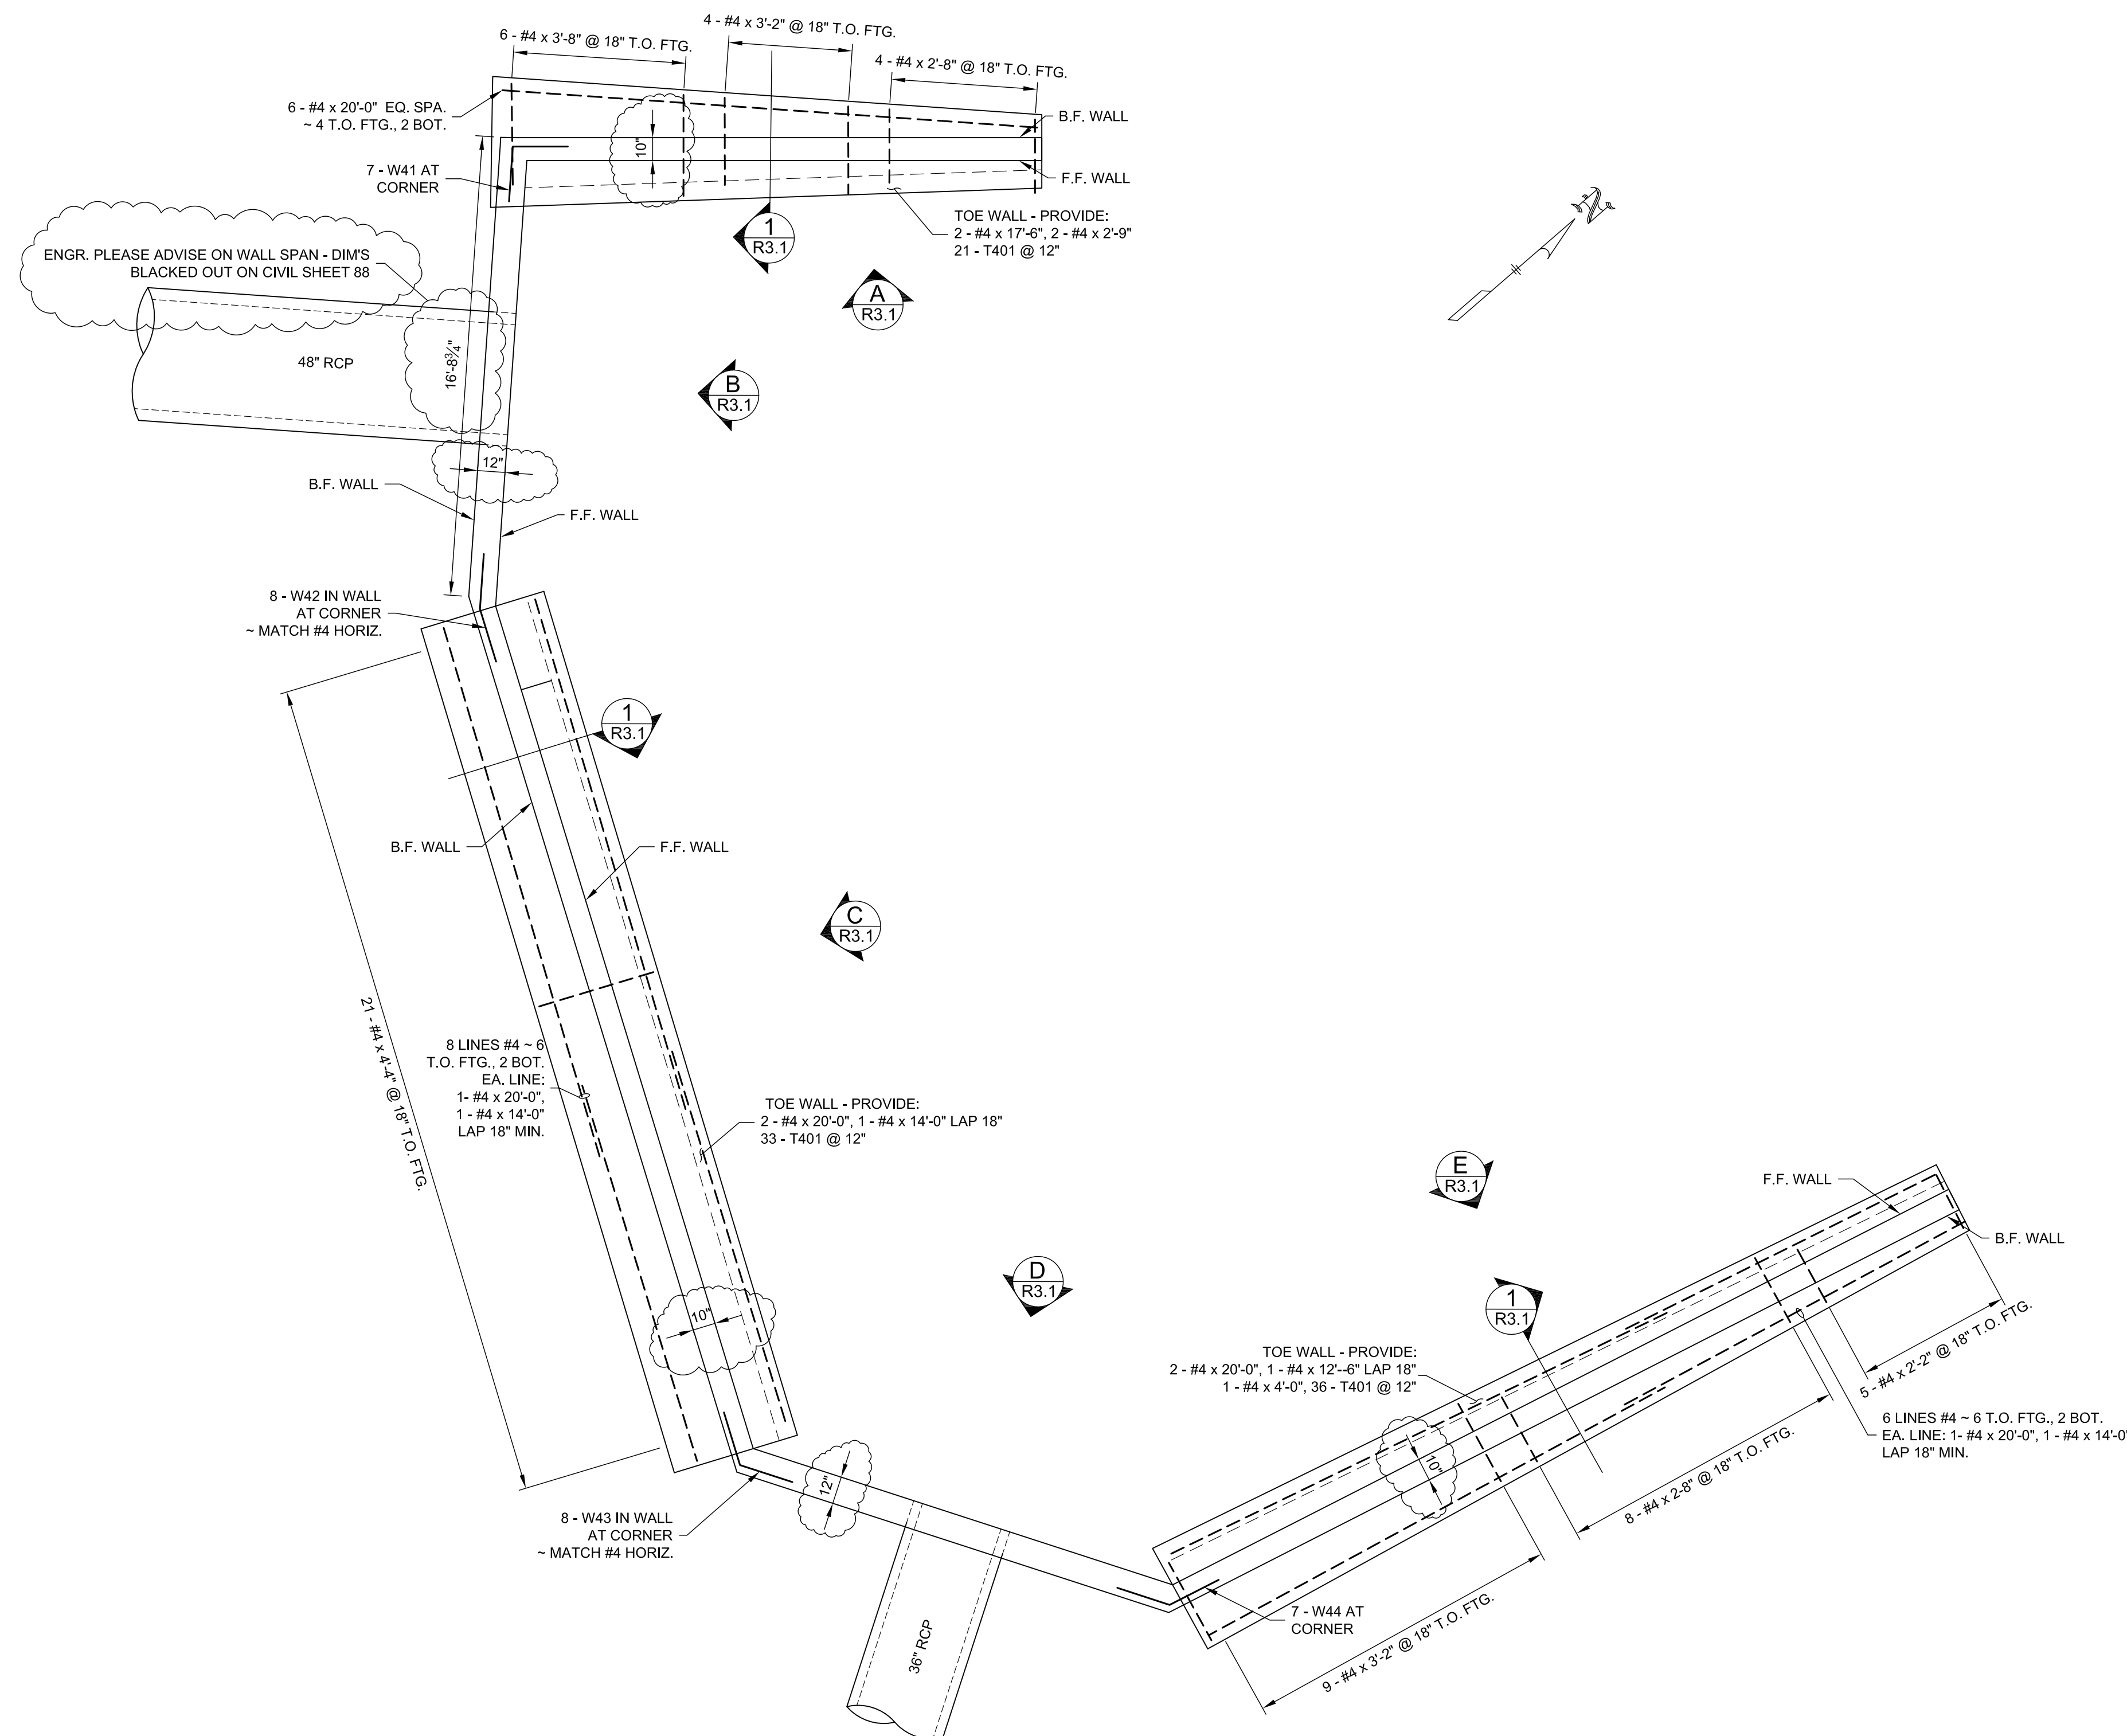 6 - #4 x 3'-8" @ 18" T.O. FTG.
4 - #4 x 3'-2" @ 18" T.O. FTG.
4 - #4 x 2'-8" @ 18" T.O. FTG.
6 - #4 x 20'-0" EQ. SPA.
~ 4 T.O. FTG., 2 BOT.
B.F. WALL
10"
7 - W41 AT
CORNER
F.F. WALL
TOE WALL - PROVIDE:
2 - #4 x 17'-6", 2 - #4 x 2'-9"
21 - T401 @ 12"
1
R3.1
N
ENGR. PLEASE ADVISE ON WALL SPAN - DIM'S
BLACKED OUT ON CIVIL SHEET 88
A
R3.1
48" RCP
16'-8¾"
B
R3.1
12"
B.F. WALL
F.F. WALL
8 - W42 IN WALL
AT CORNER
~ MATCH #4 HORIZ.
1
R3.1
B.F. WALL
F.F. WALL
C
R3.1
21 - #4 x 4'-4" @ 18" T.O. FTG.
8 LINES #4 ~ 6
T.O. FTG., 2 BOT.
EA. LINE:
1- #4 x 20'-0",
1 - #4 x 14'-0"
LAP 18" MIN.
TOE WALL - PROVIDE:
2 - #4 x 20'-0", 1 - #4 x 14'-0" LAP 18"
33 - T401 @ 12"
E
R3.1
F.F. WALL
B.F. WALL
D
R3.1
1
R3.1
10"
TOE WALL - PROVIDE:
2 - #4 x 20'-0", 1 - #4 x 12'--6" LAP 18"
1 - #4 x 4'-0", 36 - T401 @ 12"
5 - #4 x 2'-2" @ 18" T.O. FTG.
6 LINES #4 ~ 6 T.O. FTG., 2 BOT.
EA. LINE: 1- #4 x 20'-0", 1 - #4 x 14'-0"
LAP 18" MIN.
10"
8 - #4 x 2-8" @ 18" T.O. FTG.
12"
8 - W43 IN WALL
AT CORNER
~ MATCH #4 HORIZ.
7 - W44 AT
CORNER
9 - #4 x 3'-2" @ 18" T.O. FTG.
36" RCP